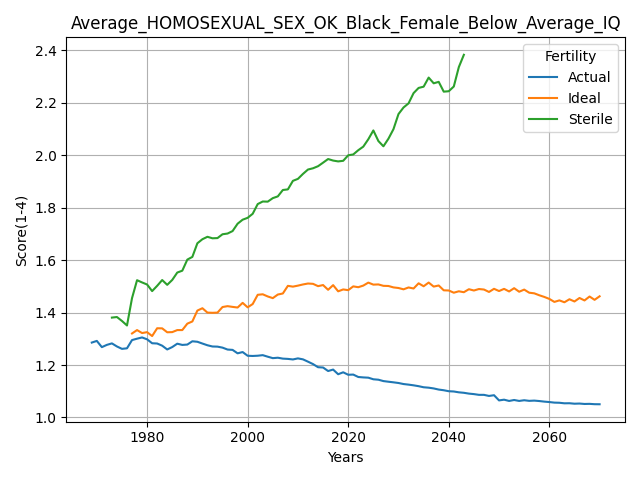 Average_HOMOSEXUAL_SEX_OK_Black_Female_Below_Average_IQ
Score(1-4)
2.4
2.2
2.0
1.8
1.6
1.4
1.2
1.0
Fertility
Actual
Ideal
Sterile
1980
2000
2020
2040
2060
Years